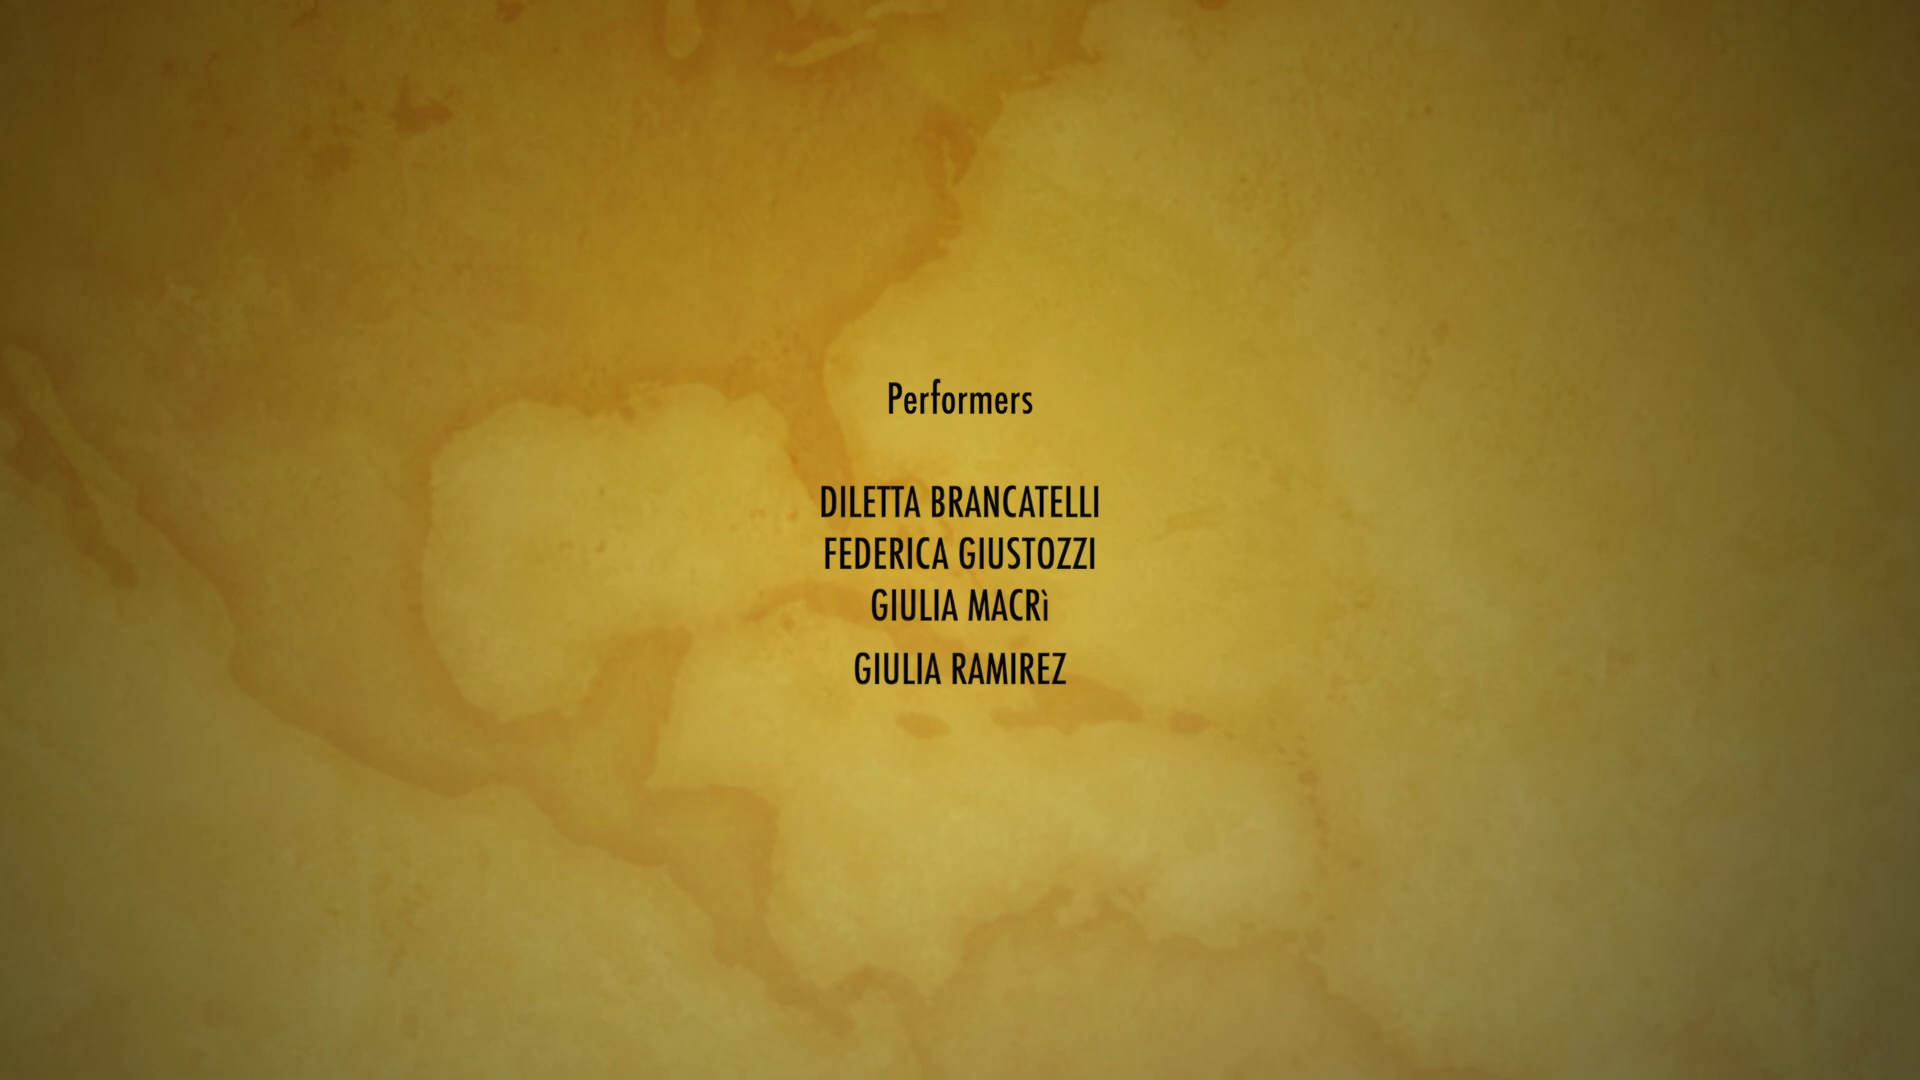 Performers
DILETTA BRANCATELLI
FEDERICA GIUSTOZZI
GIULIA MACRì
GIULIA RAMIREZ